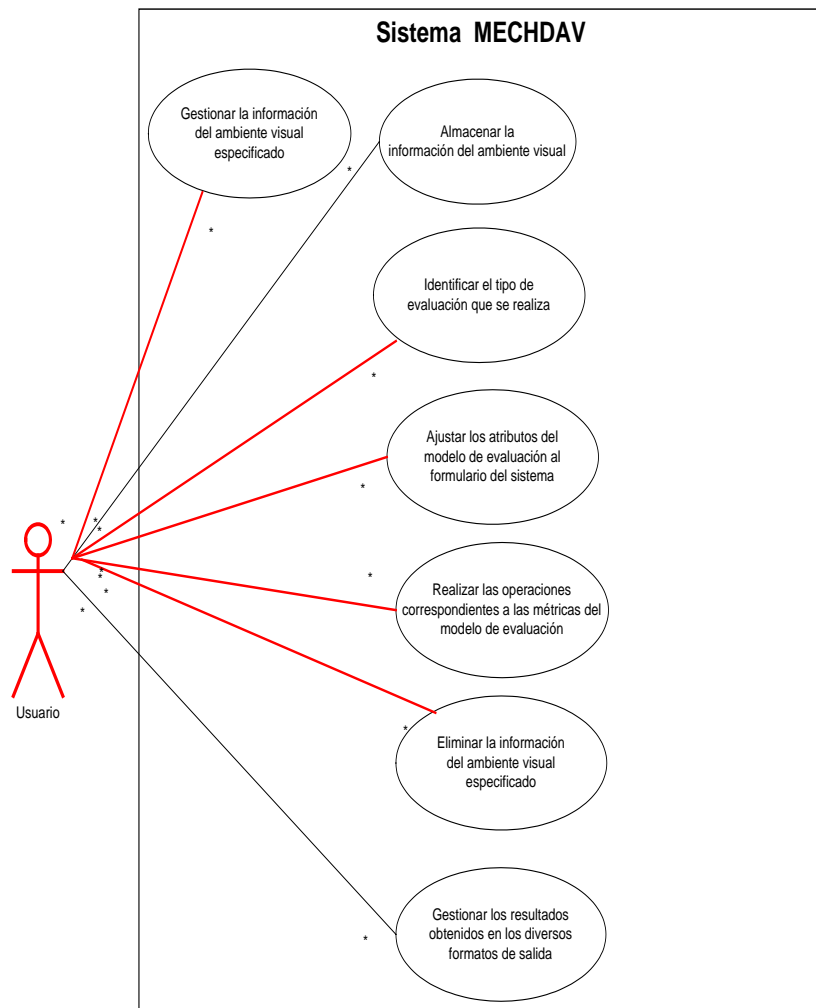 Sistema MECHDAV
Gestionar la información
del ambiente visual
especificado
Almacenar la
información del ambiente visual
*
*
Identificar el tipo de
evaluación que se realiza
*
Ajustar los atributos del
modelo de evaluación al
formulario del sistema
*
*
*
*
Realizar las operaciones
correspondientes a las métricas del
modelo de evaluación
*
*
*
*
*
Usuario
Eliminar la información
del ambiente visual
especificado
*
Gestionar los resultados
obtenidos en los diversos
formatos de salida
*